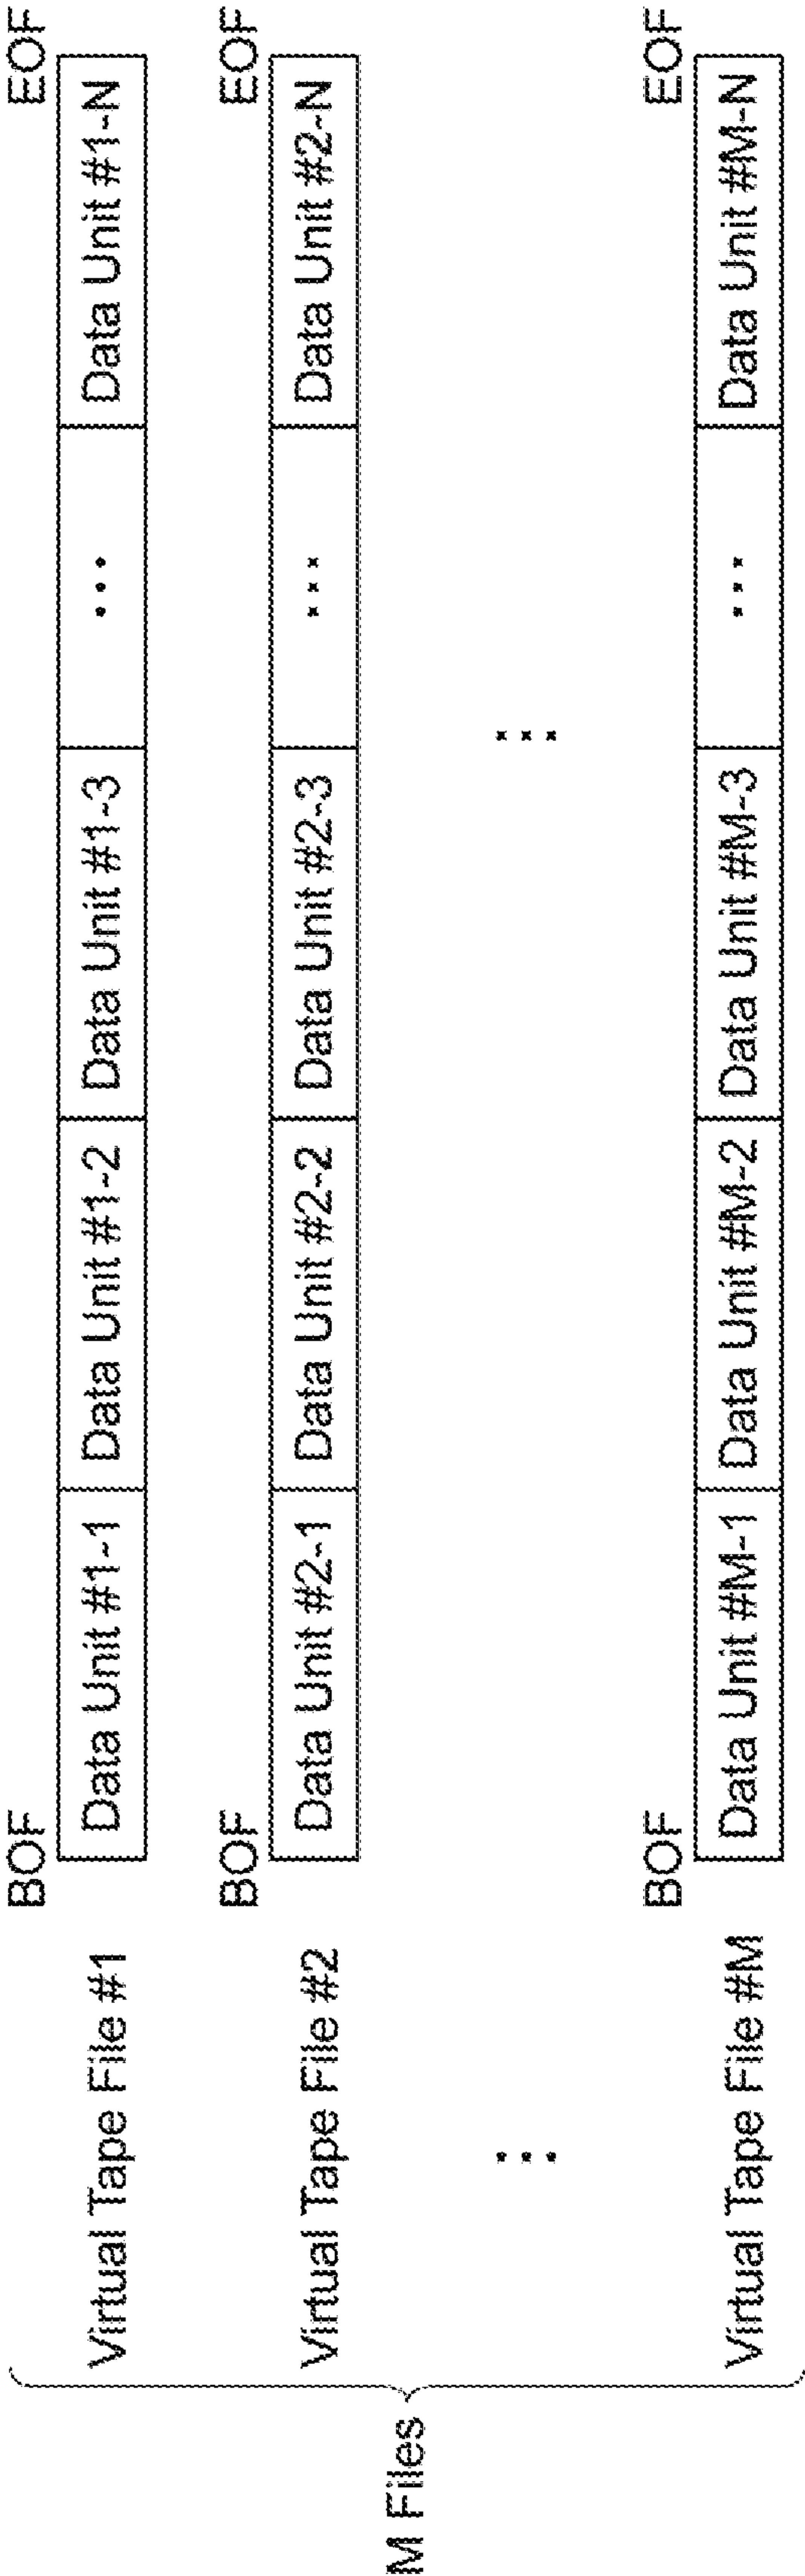 BOF EOF
Virtual Tape File #1 Data Unit #1-1 Data Unit #1-2 Data Unit #1-3 ... Data Unit #1-N
BOF EOF
Virtual Tape File #2 Data Unit #2-1 Data Unit #2-2 Data Unit #2-3 ... Data Unit #2-N
M Files
... ...
BOF EOF
Virtual Tape File #M Data Unit #M-1 Data Unit #M-2 Data Unit #M-3 ... Data Unit #M-N